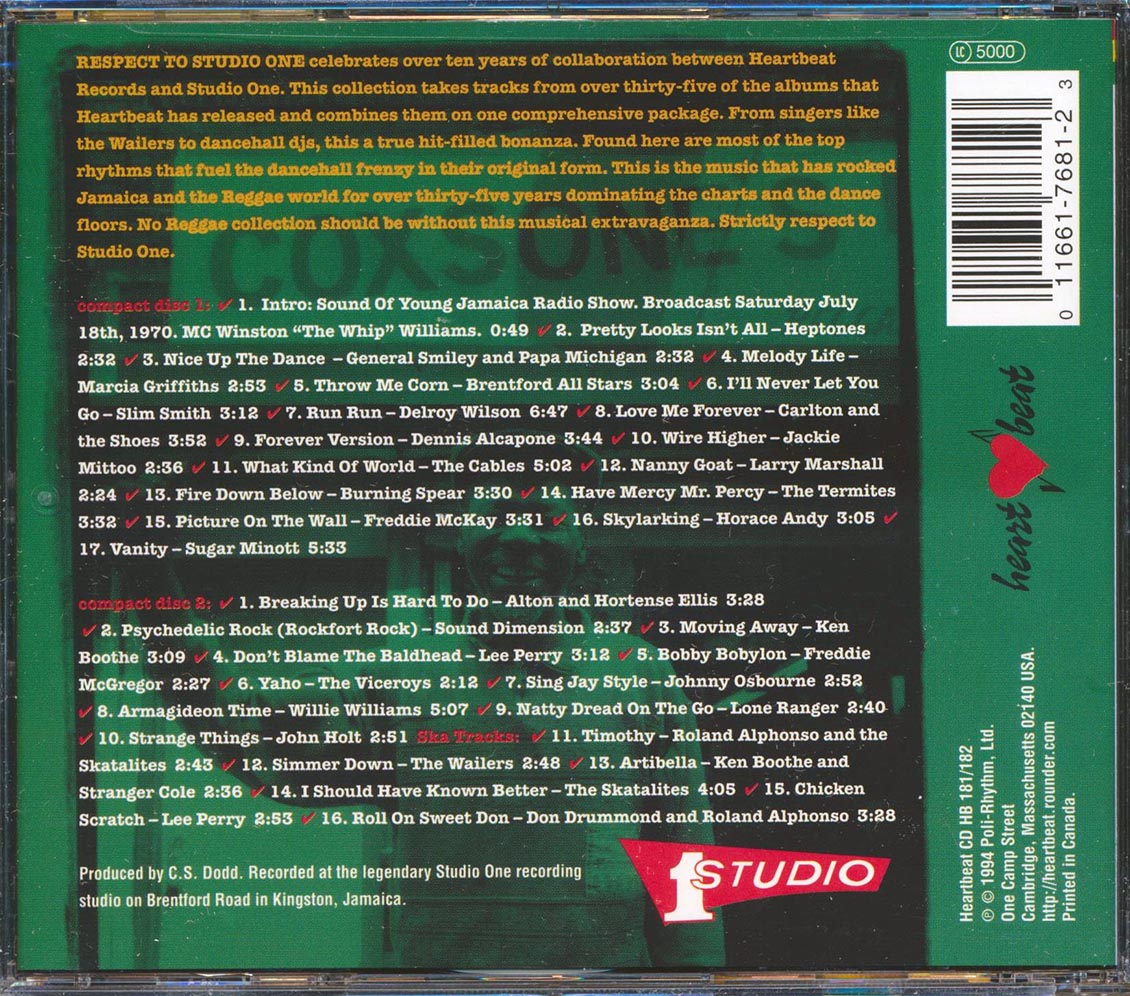 RESPECT TO STUDIO ONE celebrates over ten years of collaboration between Heartbeat
Records and Studio One. This collection takes tracks from over thirty-five of the albums that
Heartbeat has released and combines them on one comprehensive package. From singers like
the Wailers to dancehall djs, this a true hit-filled bonanza. Found here are most of the top
rhythms that fuel the dancehall frenzy in their original form. This is the music that has rocked
Jamaica and the Reggae world for over thirty-five years dominating the charts and the dance
floors. No Reggae collection should be without this musical extravaganza. Strictly respect to
Studio One.
COXSONE'S
compact disc 1: ✓ 1. Intro: Sound Of Young Jamaica Radio Show. Broadcast Saturday July
18th, 1970. MC Winston “The Whip” Williams. 0:49 ✓ 2. Pretty Looks Isn't All – Heptones
2:32 ✓ 3. Nice Up The Dance – General Smiley and Papa Michigan 2:32 ✓ 4. Melody Life –
Marcia Griffiths 2:53 ✓ 5. Throw Me Corn – Brentford All Stars 3:04 ✓ 6. I'll Never Let You
Go – Slim Smith 3:12 ✓ 7. Run Run – Delroy Wilson 6:47 ✓ 8. Love Me Forever – Carlton and
the Shoes 3:52 ✓ 9. Forever Version – Dennis Alcapone 3:44 ✓ 10. Wire Higher – Jackie
Mittoo 2:36 ✓ 11. What Kind Of World – The Cables 5:02 ✓ 12. Nanny Goat – Larry Marshall
2:24 ✓ 13. Fire Down Below – Burning Spear 3:30 ✓ 14. Have Mercy Mr. Percy – The Termites
3:32 ✓ 15. Picture On The Wall – Freddie McKay 3:31 ✓ 16. Skylarking – Horace Andy 3:05 ✓
17. Vanity – Sugar Minott 5:33
compact disc 2: ✓ 1. Breaking Up Is Hard To Do – Alton and Hortense Ellis 3:28
✓ 2. Psychedelic Rock (Rockfort Rock) – Sound Dimension 2:37 ✓ 3. Moving Away – Ken
Boothe 3:09 ✓ 4. Don't Blame The Baldhead – Lee Perry 3:12 ✓ 5. Bobby Bobylon – Freddie
McGregor 2:27 ✓ 6. Yaho – The Viceroys 2:12 ✓ 7. Sing Jay Style – Johnny Osbourne 2:52
✓ 8. Armagideon Time – Willie Williams 5:07 ✓ 9. Natty Dread On The Go – Lone Ranger 2:40
✓ 10. Strange Things – John Holt 2:51 Ska Tracks: ✓ 11. Timothy – Roland Alphonso and the
Skatalites 2:43 ✓ 12. Simmer Down – The Wailers 2:48 ✓ 13. Artibella – Ken Boothe and
Stranger Cole 2:36 ✓ 14. I Should Have Known Better – The Skatalites 4:05 ✓ 15. Chicken
Scratch – Lee Perry 2:53 ✓ 16. Roll On Sweet Don – Don Drummond and Roland Alphonso 3:28
Produced by C.S. Dodd. Recorded at the legendary Studio One recording
studio on Brentford Road in Kingston, Jamaica.
1 STUDIO
LC 5000
0 11661-7681-2 3
heart beat
Heartbeat CD HB 181/182
℗ © 1994 Poli-Rhythm, Ltd.
One Camp Street
Cambridge, Massachusetts 02140 USA.
http://heartbeat.rounder.com
Printed in Canada.